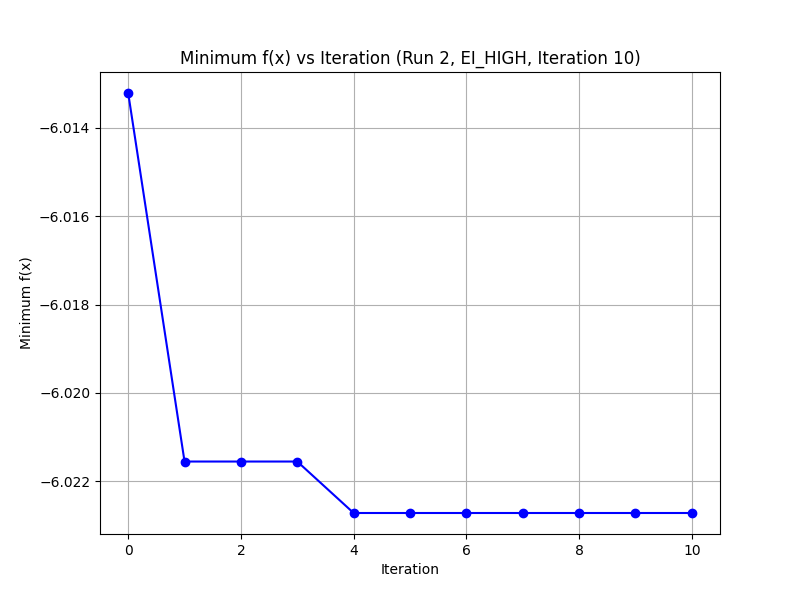 Minimum f(x) vs Iteration (Run 2, EI_HIGH, Iteration 10)
Minimum f(x)
−6.014
−6.016
−6.018
−6.020
−6.022
0 2 4 6 8 10
Iteration